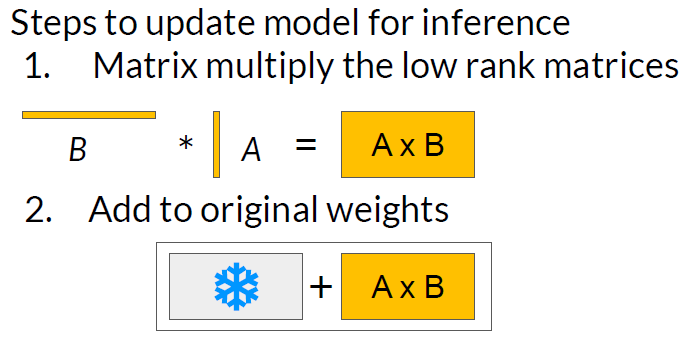 Steps to update model for inference
1. Matrix multiply the low rank matrices
B * A = A x B
2. Add to original weights
+ A x B